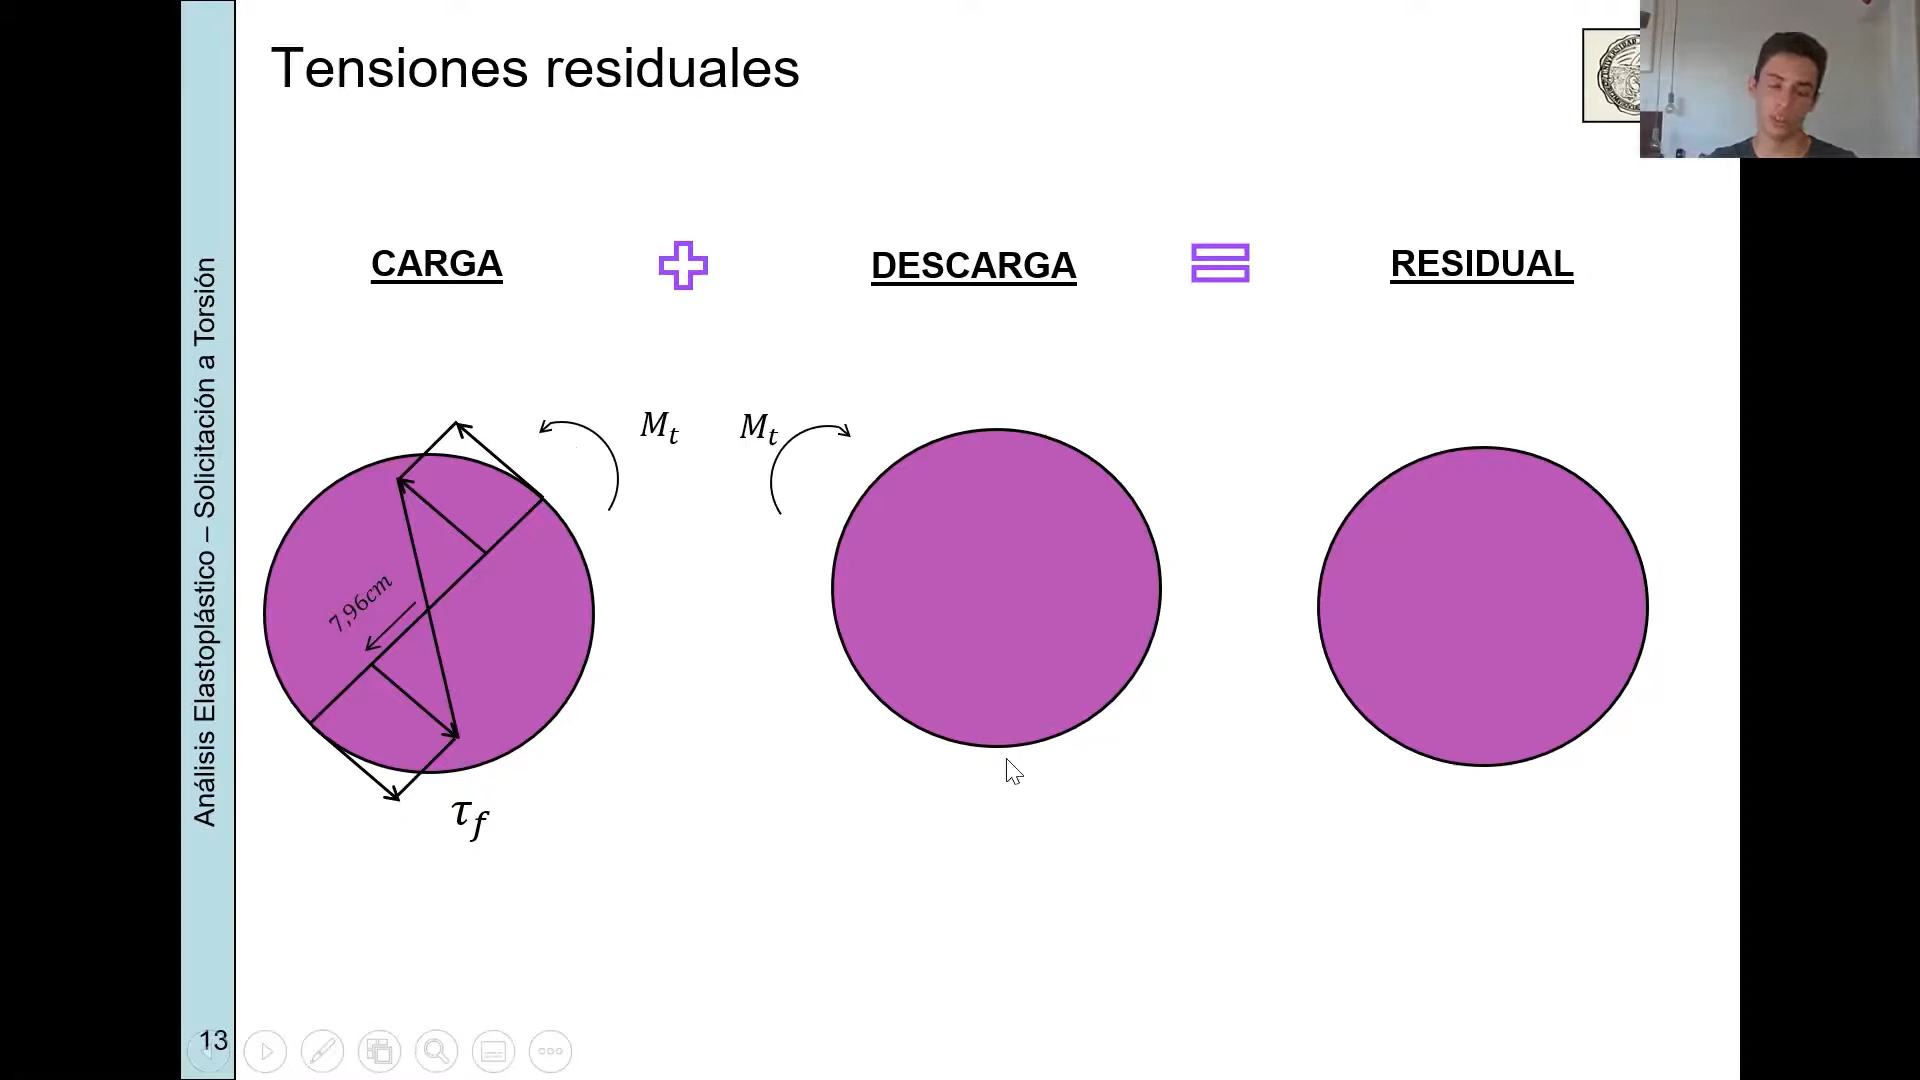 Tensiones residuales
CARGA
DESCARGA
RESIDUAL
Análisis Elastoplástico – Solicitación a Torsión
M_t
M_t
7,96cm
τ_f
13